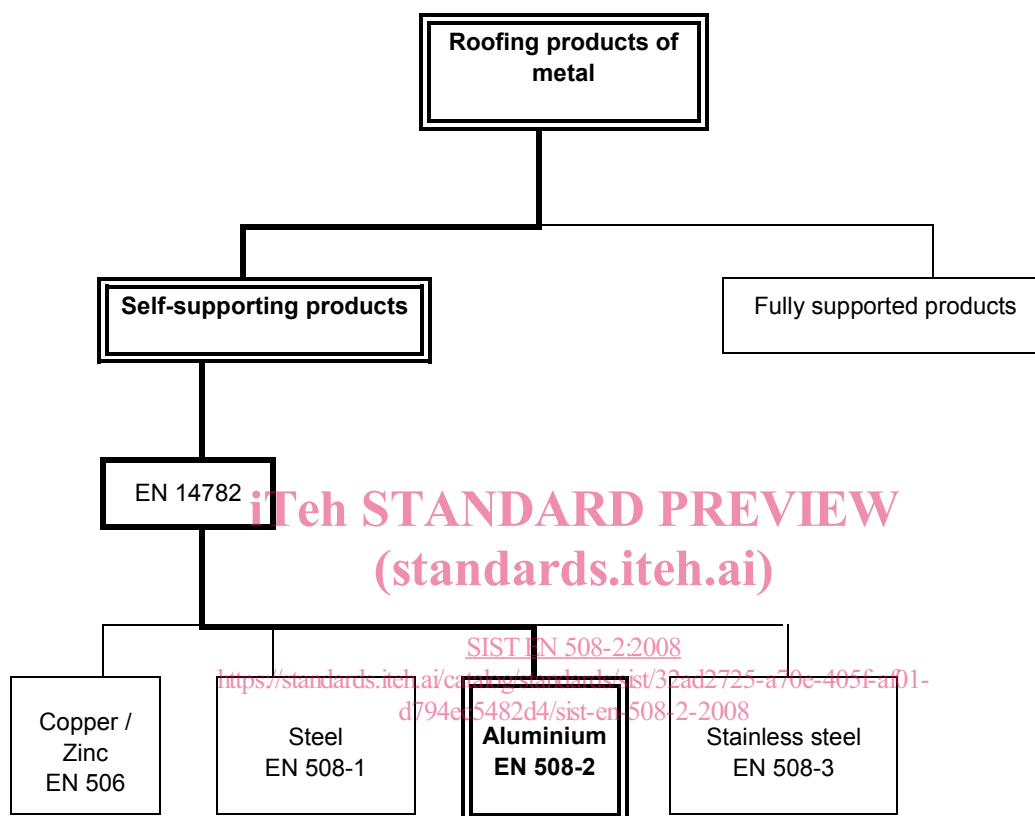 Roofing products of
metal
Self-supporting products
Fully supported products
EN 14782
iTeh STANDARD PREVIEW
(standards.iteh.ai)
SIST EN 508-2:2008
https://standards.iteh.ai/catalog/standards/sist/32ad2725-a70e-405f-af01-
d794ec5482d4/sist-en-508-2-2008
Copper /
Zinc
EN 506
Steel
EN 508-1
Aluminium
EN 508-2
Stainless steel
EN 508-3